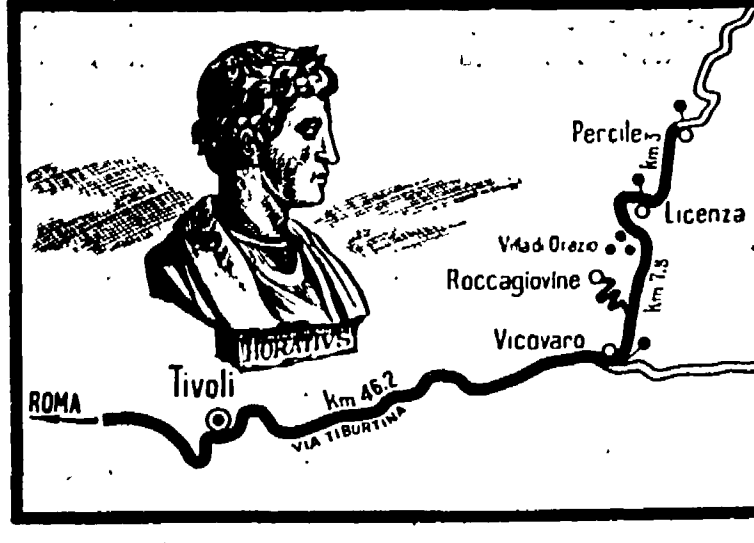 Percile
km 3
Licenza
Villa di Orazio
Roccagiovine
km 7.8
Vicovaro
HORATIVS
Tivoli
km 46.2
ROMA
VIA TIBURTINA